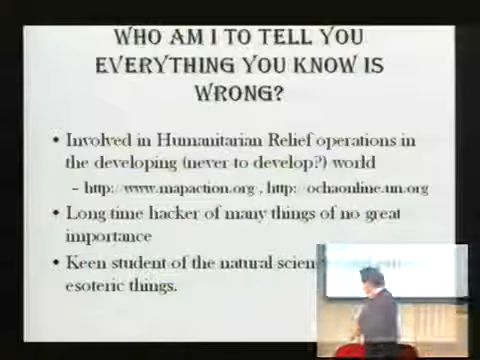 WHO AM I TO TELL YOU
EVERYTHING YOU KNOW IS
WRONG?
• Involved in Humanitarian Relief operations in
the developing (never to develop?) world
– http://www.mapaction.org , http://ochaonline.un.org
• Long time hacker of many things of no great
importance
• Keen student of the natural
esoteric things.